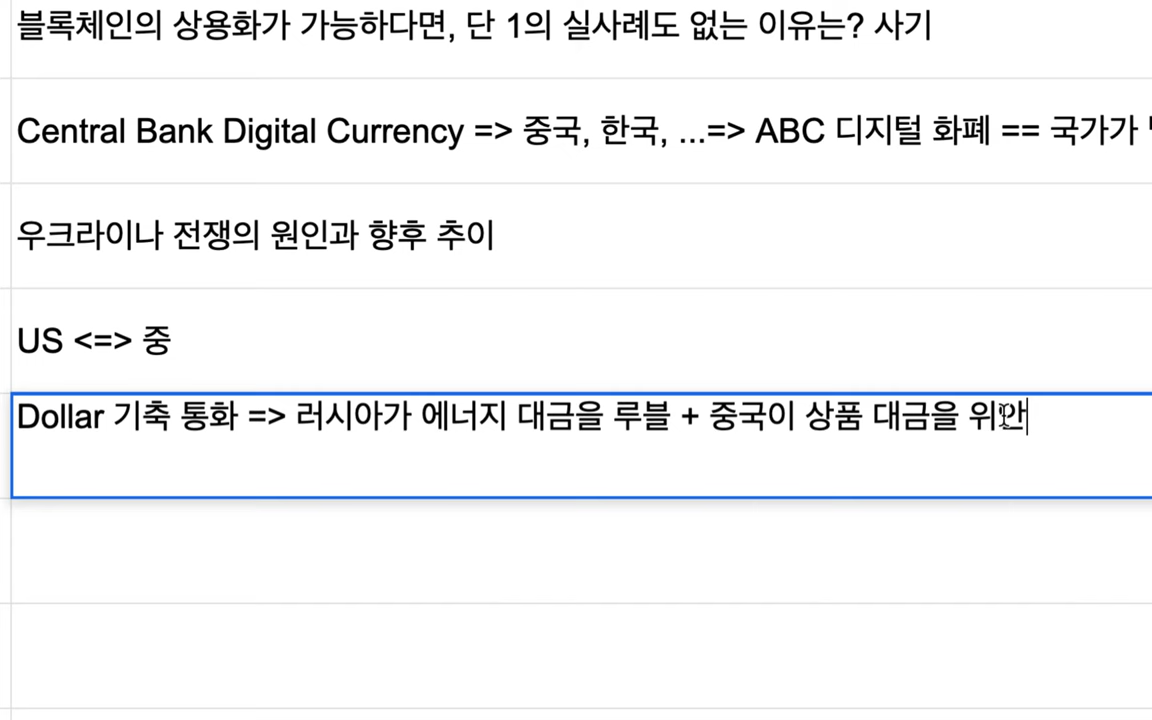 블록체인의 상용화가 가능하다면, 단 1의 실사례도 없는 이유는? 사기
Central Bank Digital Currency => 중국, 한국, ...=> ABC 디지털 화폐 == 국가가
우크라이나 전쟁의 원인과 향후 추이
US <=> 중
Dollar 기축 통화 => 러시아가 에너지 대금을 루블 + 중국이 상품 대금을 위안